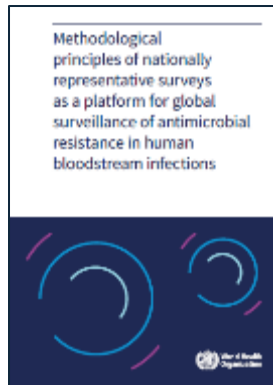 Methodological
principles of nationally
representative surveys
as a platform for global
surveillance of antimicrobial
resistance in human
bloodstream infections
World Health
Organization